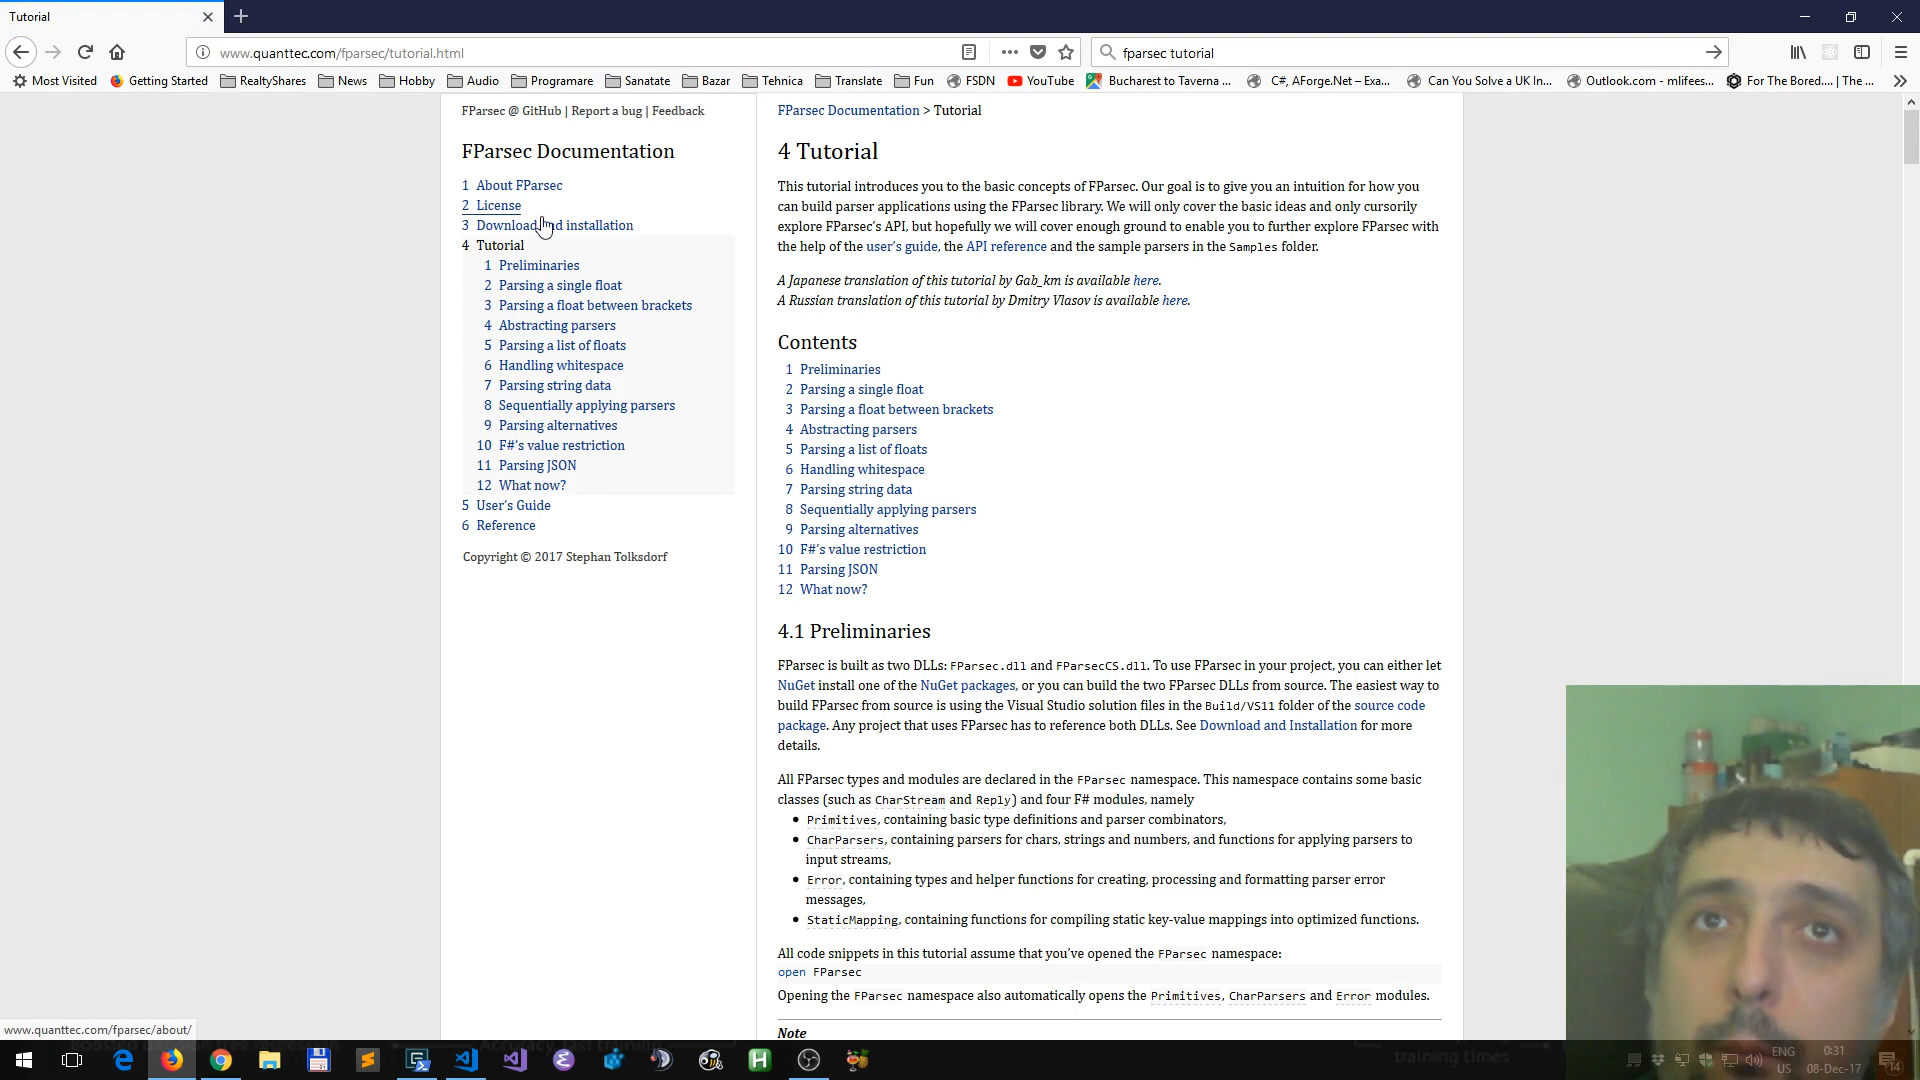 Tutorial
www.quanttec.com/fparsec/tutorial.html
fparsec tutorial
Most Visited
Getting Started
RealtyShares
News
Hobby
Audio
Programare
Sanatate
Bazar
Tehnica
Translate
Fun
FSDN
YouTube
Bucharest to Taverna ...
C#, AForge.Net – Exa...
Can You Solve a UK In...
Outlook.com - mlifees...
For The Bored.... | The ...
FParsec @ GitHub | Report a bug | Feedback
FParsec Documentation
1 About FParsec
2 License
3 Download and installation
4 Tutorial
1 Preliminaries
2 Parsing a single float
3 Parsing a float between brackets
4 Abstracting parsers
5 Parsing a list of floats
6 Handling whitespace
7 Parsing string data
8 Sequentially applying parsers
9 Parsing alternatives
10 F#’s value restriction
11 Parsing JSON
12 What now?
5 User’s Guide
6 Reference
Copyright © 2017 Stephan Tolksdorf
FParsec Documentation > Tutorial
4 Tutorial
This tutorial introduces you to the basic concepts of FParsec. Our goal is to give you an intuition for how you
can build parser applications using the FParsec library. We will only cover the basic ideas and only cursorily
explore FParsec’s API, but hopefully we will cover enough ground to enable you to further explore FParsec with
the help of the user’s guide, the API reference and the sample parsers in the Samples folder.
A Japanese translation of this tutorial by Gab_km is available here.
A Russian translation of this tutorial by Dmitry Vlasov is available here.
Contents
1 Preliminaries
2 Parsing a single float
3 Parsing a float between brackets
4 Abstracting parsers
5 Parsing a list of floats
6 Handling whitespace
7 Parsing string data
8 Sequentially applying parsers
9 Parsing alternatives
10 F#’s value restriction
11 Parsing JSON
12 What now?
4.1 Preliminaries
FParsec is built as two DLLs: FParsec.dll and FParsecCS.dll. To use FParsec in your project, you can either let
NuGet install one of the NuGet packages, or you can build the two FParsec DLLs from source. The easiest way to
build FParsec from source is using the Visual Studio solution files in the Build/VS11 folder of the source code
package. Any project that uses FParsec has to reference both DLLs. See Download and Installation for more
details.
All FParsec types and modules are declared in the FParsec namespace. This namespace contains some basic
classes (such as CharStream and Reply) and four F# modules, namely
• Primitives, containing basic type definitions and parser combinators,
• CharParsers, containing parsers for chars, strings and numbers, and functions for applying parsers to
input streams,
• Error, containing types and helper functions for creating, processing and formatting parser error
messages,
• StaticMapping, containing functions for compiling static key-value mappings into optimized functions.
All code snippets in this tutorial assume that you’ve opened the FParsec namespace:
open FParsec
Opening the FParsec namespace also automatically opens the Primitives, CharParsers and Error modules.
Note
www.quanttec.com/fparsec/about/
training times
ENG
US
0:31
08-Dec-17
14